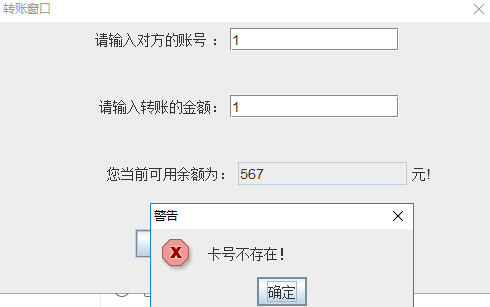 转账窗口
请输入对方的账号： 1
请输入转账的金额： 1
您当前可用余额为： 567 元!
警告
卡号不存在!
确定